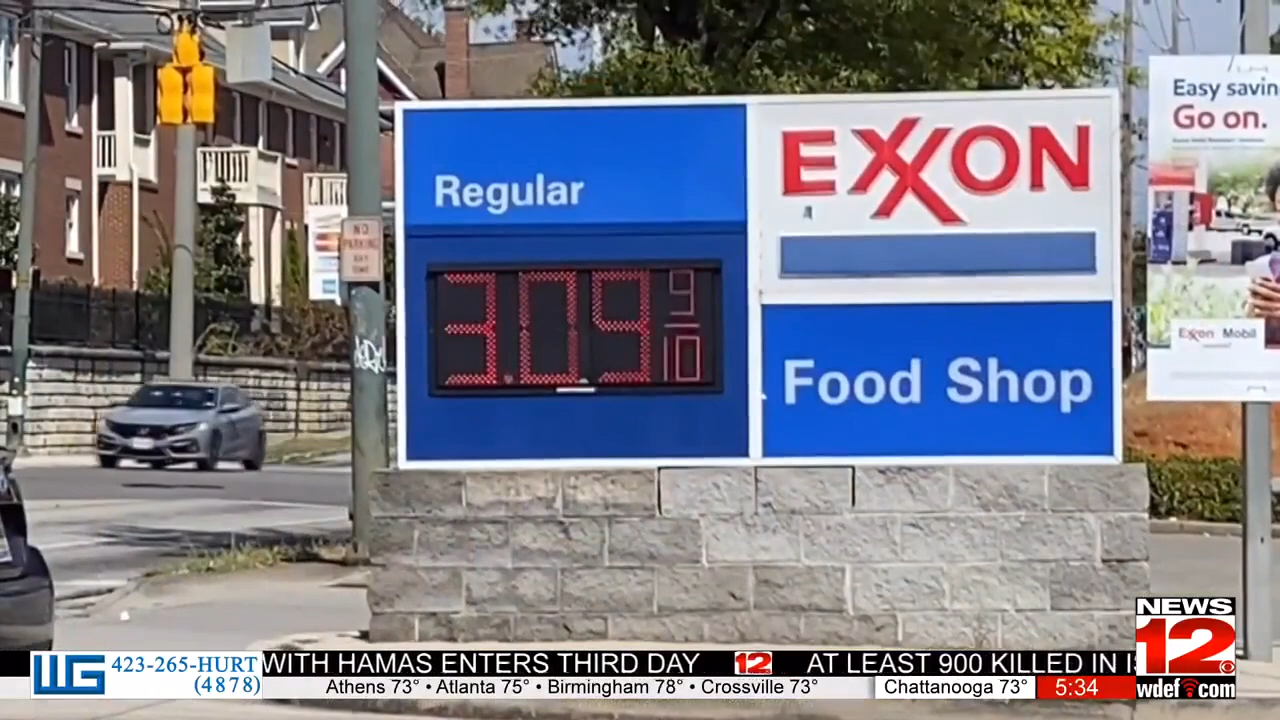 Regular
3.09 9/10
EXXON
Food Shop
NO
PARKING
ANY
TIME
Easy savin
Go on.
Exxon Mobil
WITH HAMAS ENTERS THIRD DAY 12 AT LEAST 900 KILLED IN I
423-265-HURT
(4878)
Athens 73° • Atlanta 75° • Birmingham 78° • Crossville 73°
Chattanooga 73°
5:34
NEWS
12
wdef.com